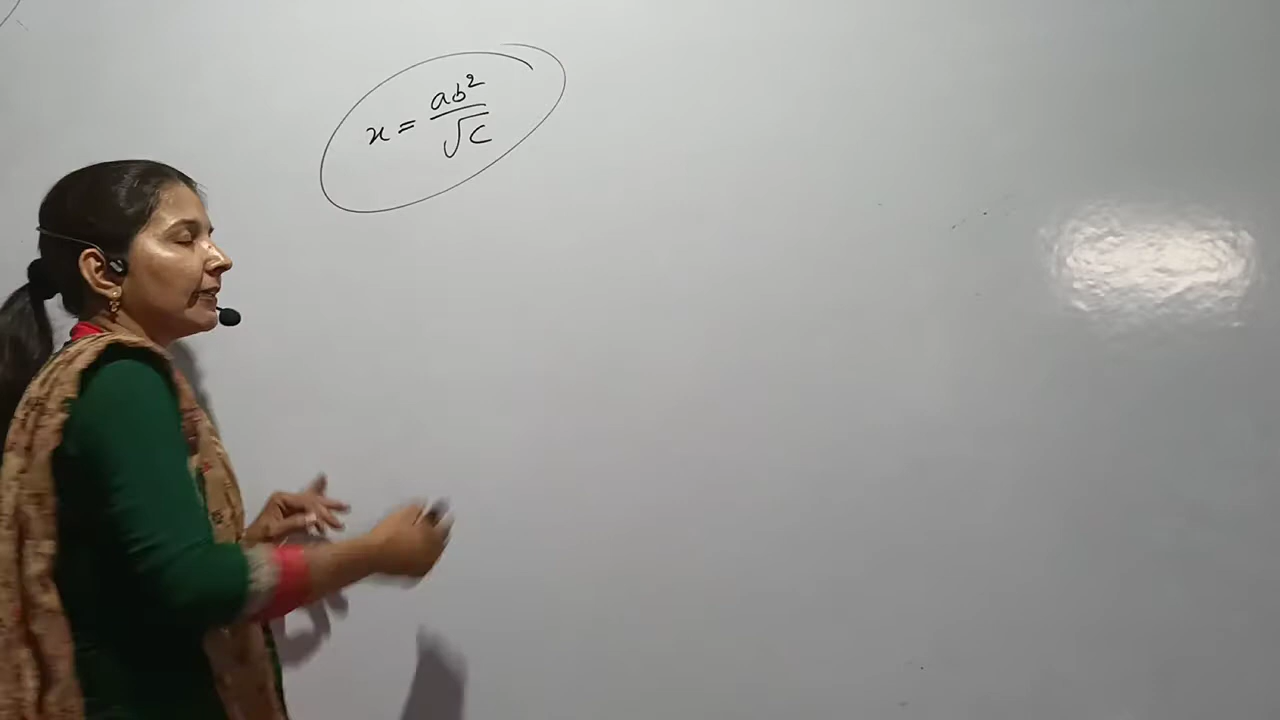 x = ab²/√c